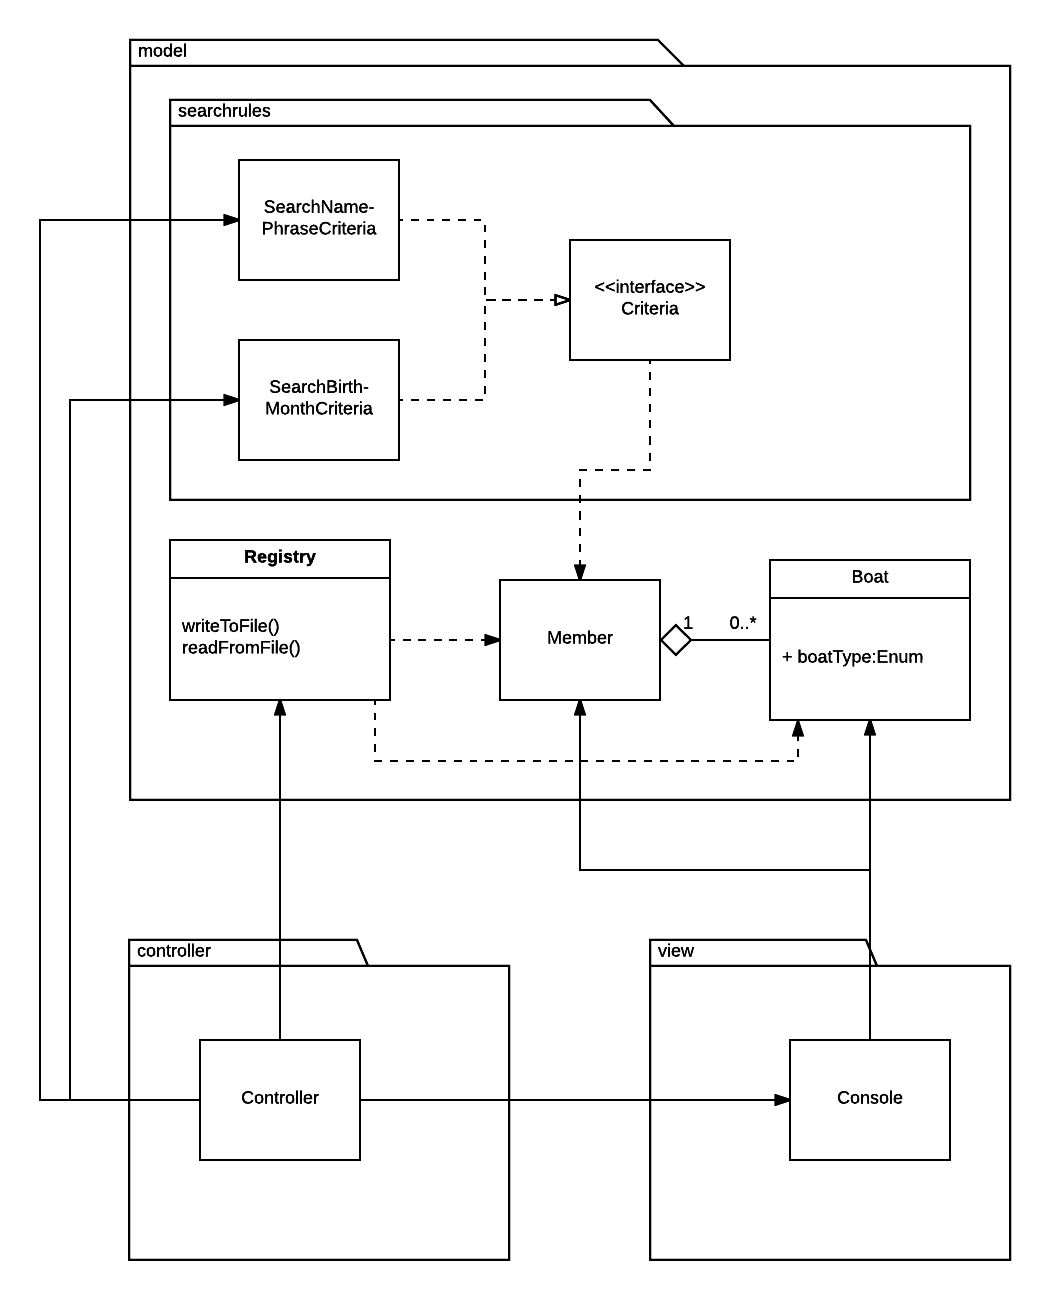 model
searchrules
SearchName-
PhraseCriteria
<<interface>>
Criteria
SearchBirth-
MonthCriteria
Registry
writeToFile()
readFromFile()
Member
1
0..*
Boat
+ boatType:Enum
controller
Controller
view
Console